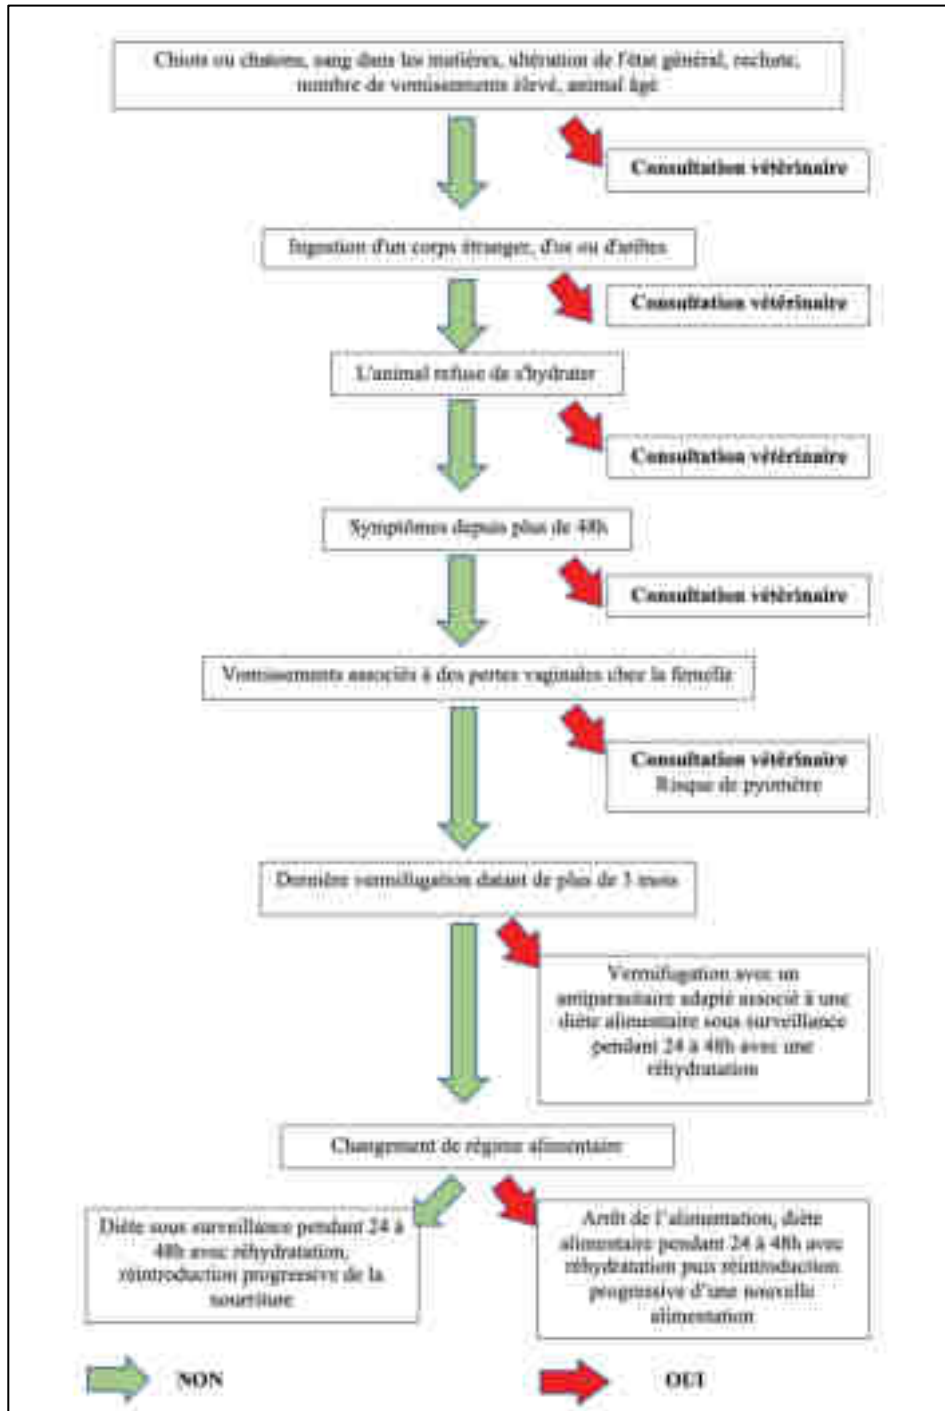 Chiots ou chatons, sang dans les matières, altération de l'état général, rechute,
nombre de vomissements élevé, animal âgé
Consultation vétérinaire
Ingestion d'un corps étranger, d'os ou d'arêtes
Consultation vétérinaire
L'animal refuse de s'hydrater
Consultation vétérinaire
Symptômes depuis plus de 48h
Consultation vétérinaire
Vomissements associés à des pertes vaginales chez la femelle
Consultation vétérinaire
Risque de pyomètre
Dernière vermifugation datant de plus de 3 mois
Vermifugation avec un
antiparasitaire adapté associé à une
diète alimentaire sous surveillance
pendant 24 à 48h avec une
réhydratation
Changement de régime alimentaire
Diète sous surveillance pendant 24 à
48h avec réhydratation,
réintroduction progressive de la
nourriture
Arrêt de l'alimentation, diète
alimentaire pendant 24 à 48h avec
réhydratation puis réintroduction
progressive d'une nouvelle
alimentation
NON
OUI